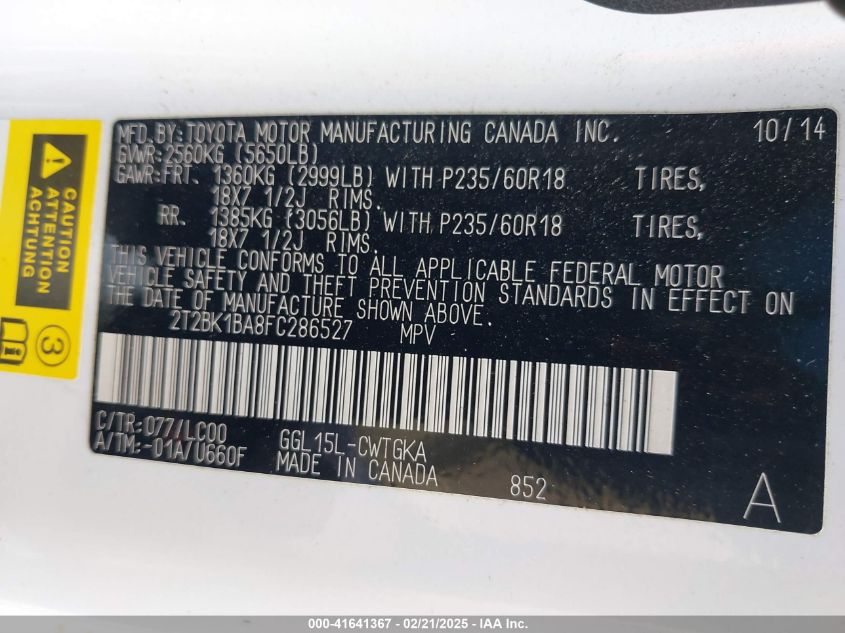 MFD. BY: TOYOTA MOTOR MANUFACTURING CANADA INC. 10/14
GVWR: 2560KG (5650LB)
GAWR: FRT. 1360KG (2999LB) WITH P235/60R18 TIRES,
18X7 1/2J RIMS.
RR. 1385KG (3056LB) WITH P235/60R18 TIRES,
18X7 1/2J RIMS.
THIS VEHICLE CONFORMS TO ALL APPLICABLE FEDERAL MOTOR
VEHICLE SAFETY AND THEFT PREVENTION STANDARDS IN EFFECT ON
THE DATE OF MANUFACTURE SHOWN ABOVE.
2T2BK1BA8FC286527 MPV
C/TR: 077/LC00 GGL15L-CWTGKA
A/TM: -01A/U660F MADE IN CANADA 852 A
CAUTION
ATTENTION
3
000-41641367 - 02/21/2025 - IAA Inc.